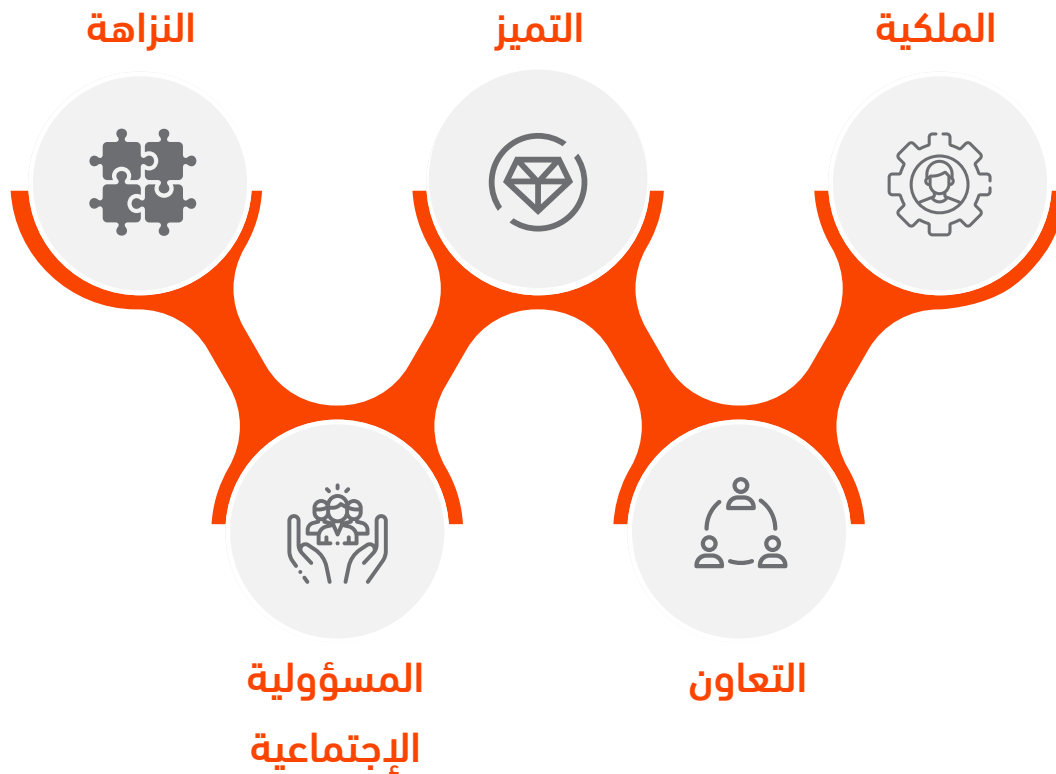 الملكية
التميز
النزاهة
التعاون
المسؤولية
الإجتماعية